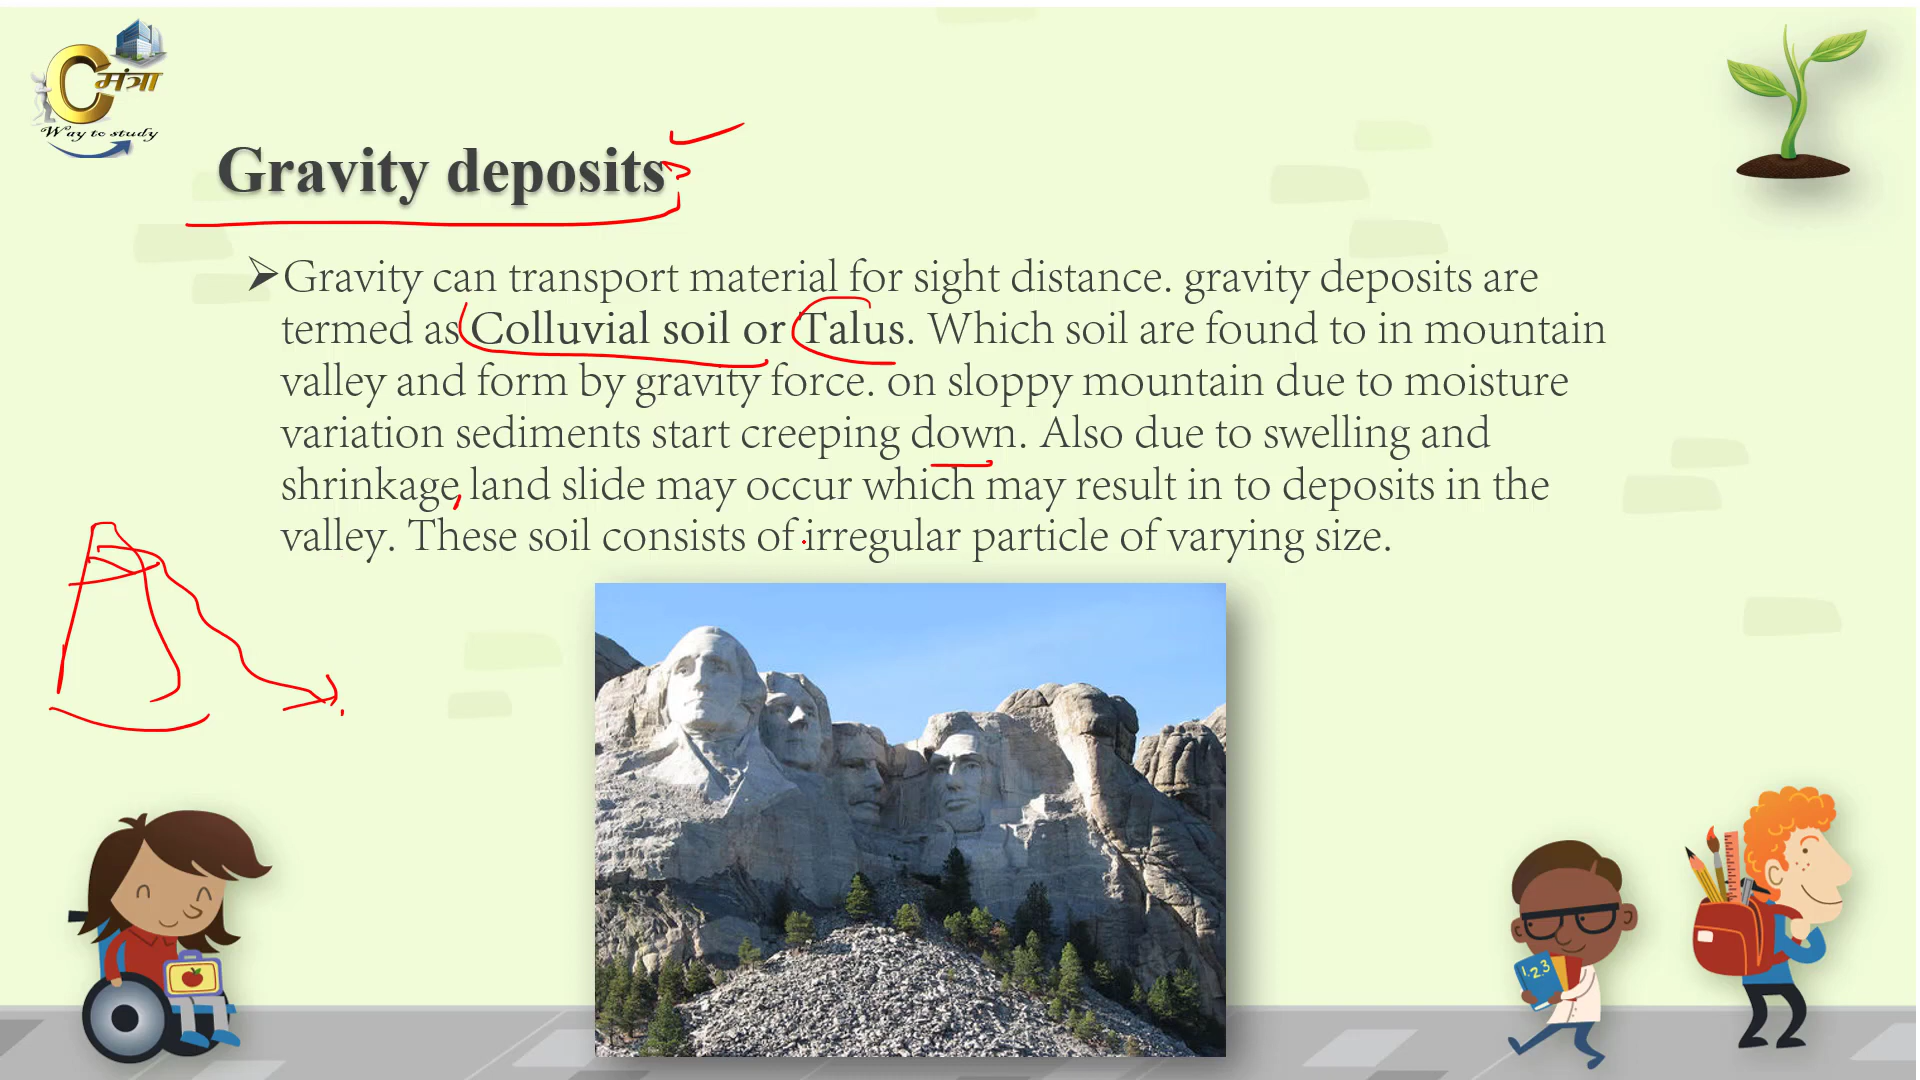 मंत्रा
Way to study
Gravity deposits
➢Gravity can transport material for sight distance. gravity deposits are
termed as Colluvial soil or Talus. Which soil are found to in mountain
valley and form by gravity force. on sloppy mountain due to moisture
variation sediments start creeping down. Also due to swelling and
shrinkage, land slide may occur which may result in to deposits in the
valley. These soil consists of irregular particle of varying size.
1.2.3